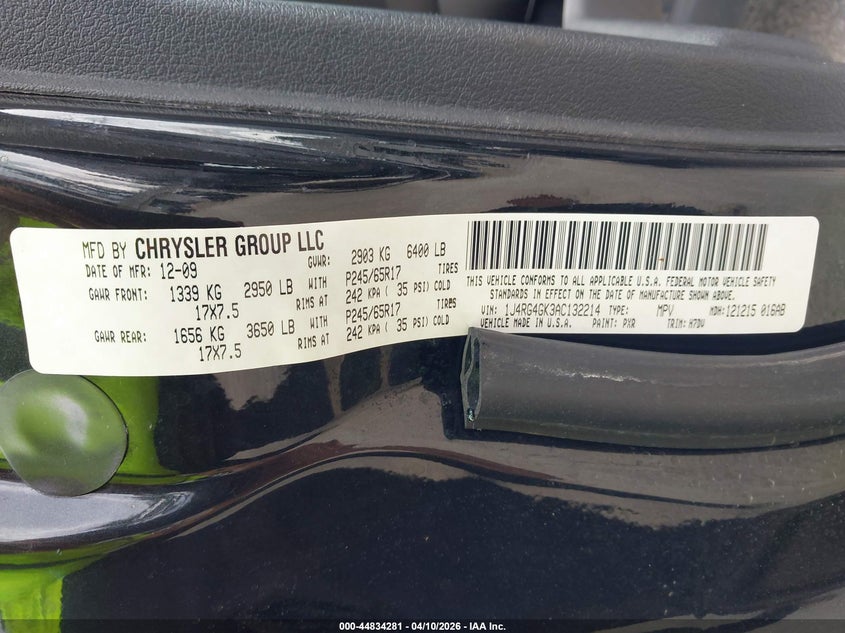 MFD BY CHRYSLER GROUP LLC
DATE OF MFR: 12-09 GVWR: 2903 KG 6400 LB
GAWR FRONT: 1339 KG 2950 LB WITH P245/65R17 TIRES
17X7.5 RIMS AT 242 KPA ( 35 PSI) COLD
GAWR REAR: 1656 KG 3650 LB WITH P245/65R17 TIRES
17X7.5 RIMS AT 242 KPA ( 35 PSI) COLD
THIS VEHICLE CONFORMS TO ALL APPLICABLE U.S.A. FEDERAL MOTOR VEHICLE SAFETY
STANDARDS IN EFFECT ON THE DATE OF MANUFACTURE SHOWN ABOVE.
VIN: 1J4RG4GK3AC132214 TYPE: MPV MDH: 121215 016AB
VEHICLE MADE IN U.S.A. PAINT: PXR TRIM: H7DV
000-44834281 - 04/10/2026 - IAA Inc.